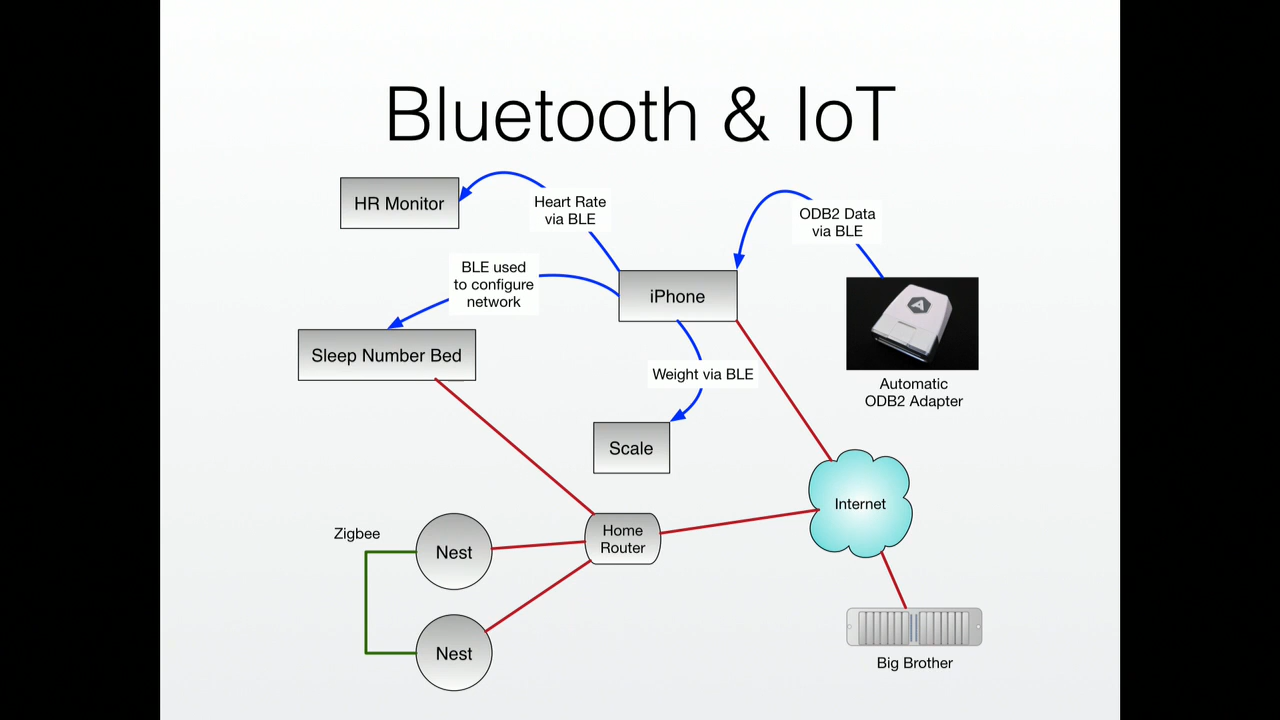 Bluetooth & IoT
HR Monitor
Heart Rate
via BLE
ODB2 Data
via BLE
BLE used
to configure
network
iPhone
A
Sleep Number Bed
Weight via BLE
Automatic
ODB2 Adapter
Scale
Internet
Zigbee
Nest
Home
Router
Nest
Big Brother